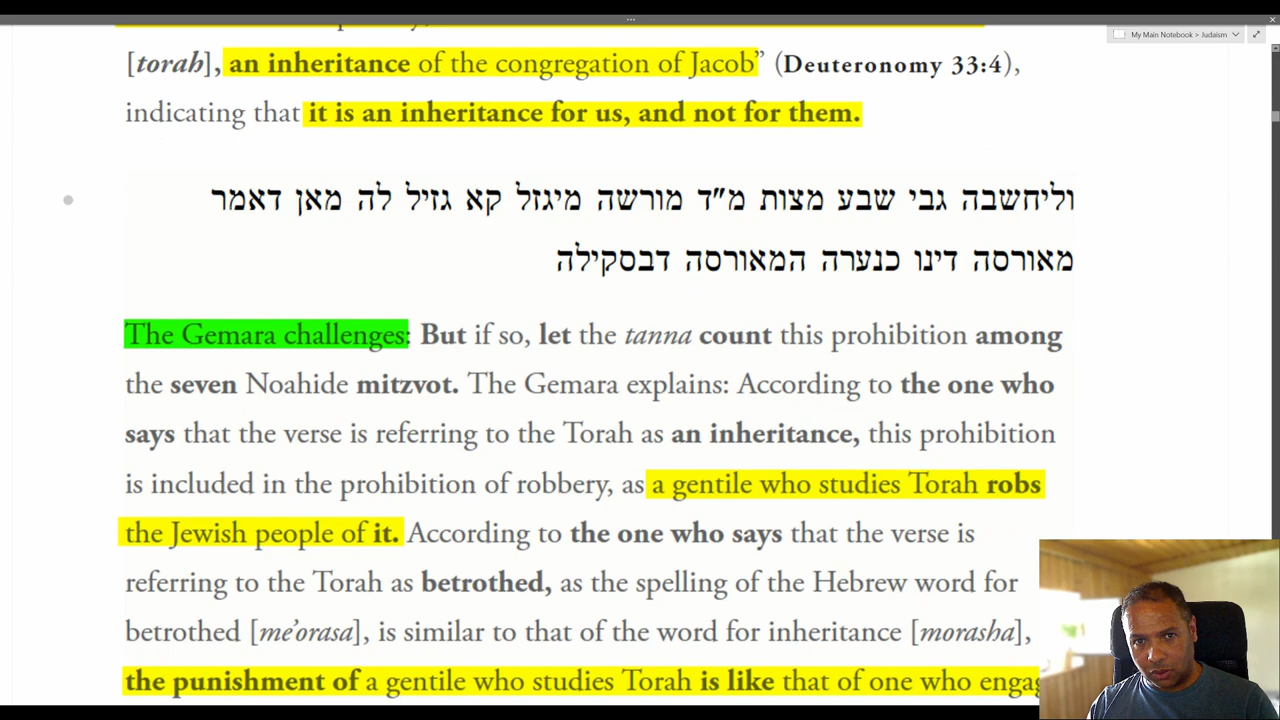 ...
My Main Notebook > Judaism
[torah], an inheritance of the congregation of Jacob” (Deuteronomy 33:4),
indicating that it is an inheritance for us, and not for them.
וליחשבה גבי שבע מצות מ"ד מורשה מיגזל קא גזיל לה מאן דאמר
מאורסה דינו כנערה המאורסה דבסקילה
The Gemara challenges: But if so, let the tanna count this prohibition among
the seven Noahide mitzvot. The Gemara explains: According to the one who
says that the verse is referring to the Torah as an inheritance, this prohibition
is included in the prohibition of robbery, as a gentile who studies Torah robs
the Jewish people of it. According to the one who says that the verse is
referring to the Torah as betrothed, as the spelling of the Hebrew word for
betrothed [me’orasa], is similar to that of the word for inheritance [morasha],
the punishment of a gentile who studies Torah is like that of one who